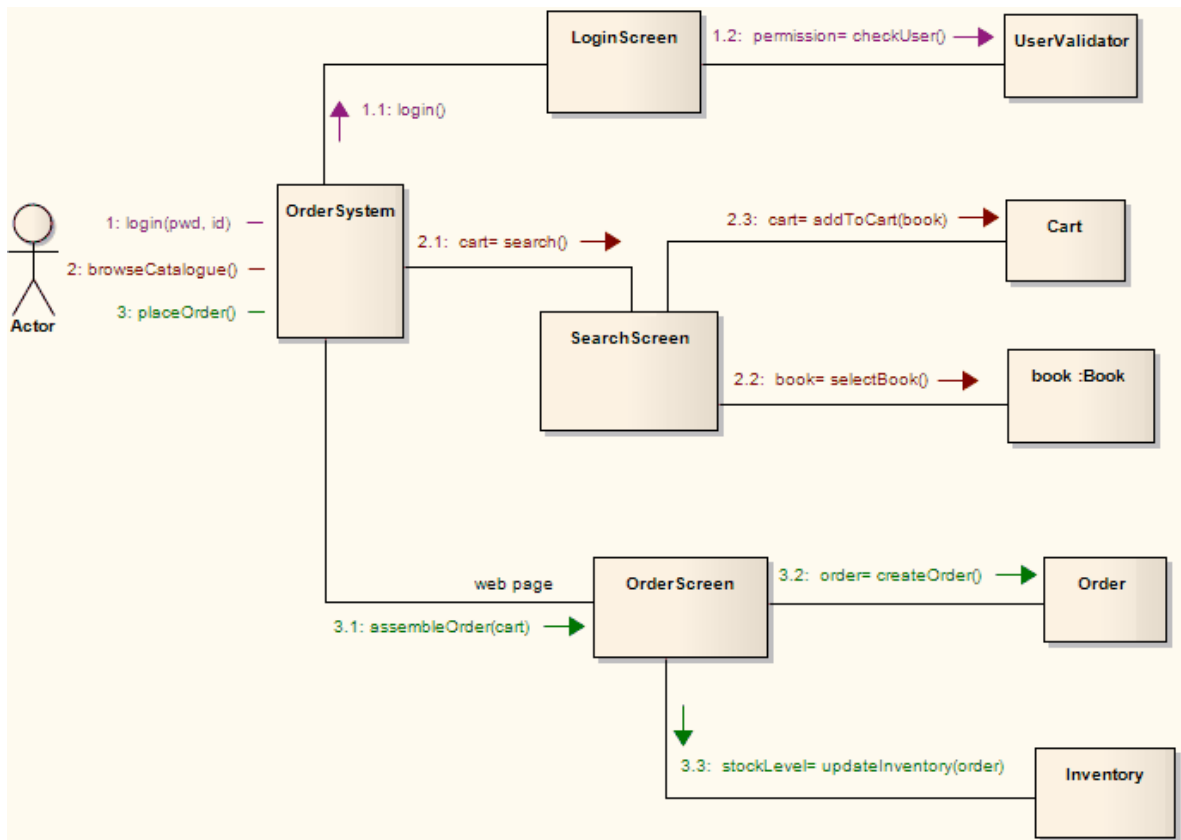 LoginScreen
1.2: permission= checkUser()
UserValidator
1.1: login()
OrderSystem
1: login(pwd, id)
2: browseCatalogue()
3: placeOrder()
Actor
2.1: cart= search()
2.3: cart= addToCart(book)
Cart
SearchScreen
2.2: book= selectBook()
book :Book
web page
3.1: assembleOrder(cart)
OrderScreen
3.2: order= createOrder()
Order
3.3: stockLevel= updateInventory(order)
Inventory